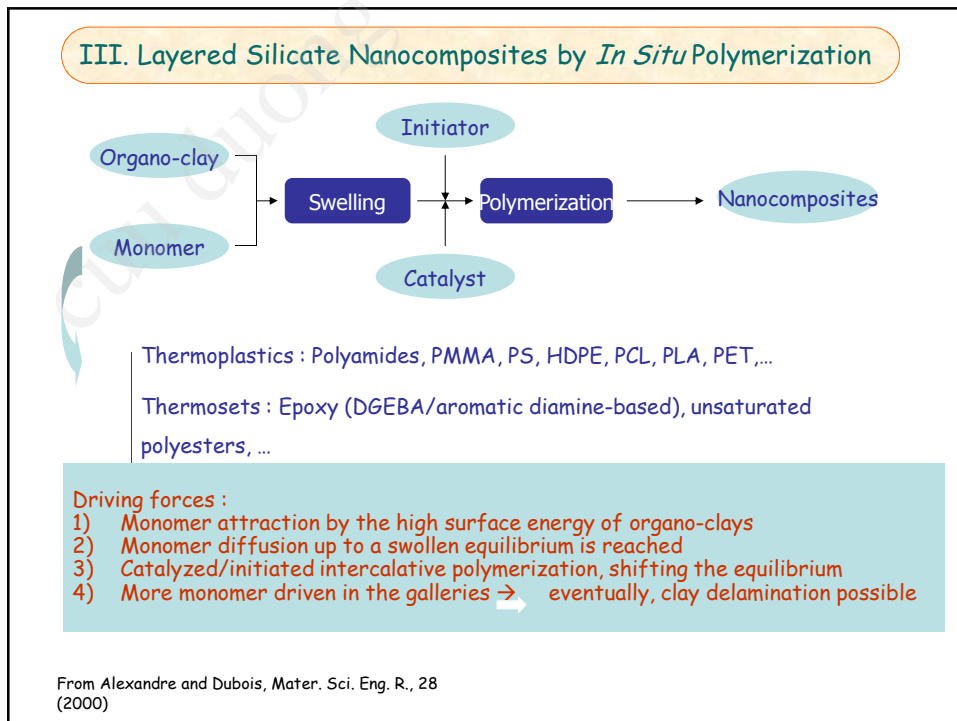 III. Layered Silicate Nanocomposites by In Situ Polymerization
Initiator
Organo-clay
Swelling
Polymerization
Nanocomposites
Monomer
Catalyst
Thermoplastics : Polyamides, PMMA, PS, HDPE, PCL, PLA, PET,...
Thermosets : Epoxy (DGEBA/aromatic diamine-based), unsaturated
polyesters, ...
Driving forces :
1) Monomer attraction by the high surface energy of organo-clays
2) Monomer diffusion up to a swollen equilibrium is reached
3) Catalyzed/initiated intercalative polymerization, shifting the equilibrium
4) More monomer driven in the galleries → eventually, clay delamination possible
From Alexandre and Dubois, Mater. Sci. Eng. R., 28
(2000)
cuu duong